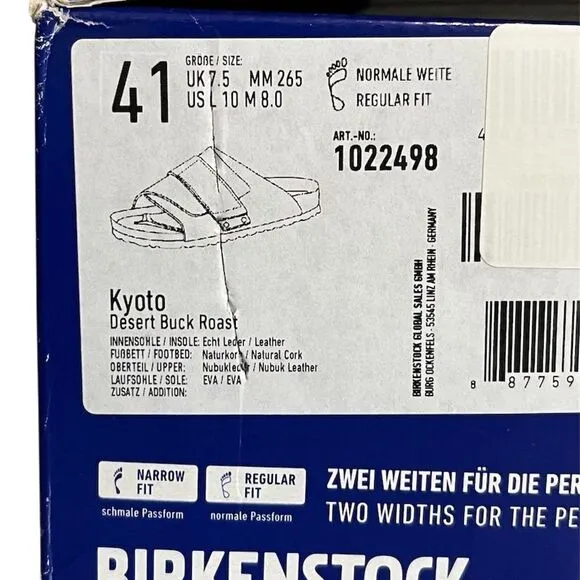 41
GRÖßE / SIZE:
UK 7.5 MM 265
US L 10 M 8.0
NORMALE WEITE
REGULAR FIT
ART.-NO.:
1022498
4
Kyoto
Desert Buck Roast
INNENSOHLE / INSOLE: Echt Leder / Leather
FUßBETT / FOOTBED: Naturkork / Natural Cork
OBERTEIL / UPPER: Nubukleder / Nubuk Leather
LAUFSOHLE / SOLE: EVA / EVA
ZUSATZ / ADDITION:
BIRKENSTOCK GLOBAL SALES GMBH
BURG OCKENFELS · 53545 LINZ AM RHEIN · GERMANY
8 87759
NARROW
FIT
schmale Passform
REGULAR
FIT
normale Passform
ZWEI WEITEN FÜR DIE PER
TWO WIDTHS FOR THE PE
BIRKENSTOCK